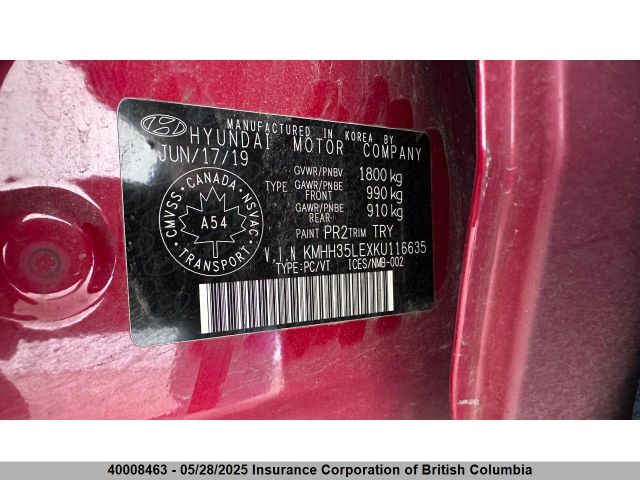 MANUFACTURED IN KOREA BY
HYUNDAI MOTOR COMPANY
JUN/17/19
GVWR/PNBV 1800 kg
TYPE GAWR/PNBE FRONT 990 kg
GAWR/PNBE REAR 910 kg
CANADA
CMVSS NSVAC
A54
TRANSPORT
PAINT PR2 TRIM TRY
V.I.N KMHH35LEXKU116635
TYPE:PC/VT ICES/NMB-002
40008463 - 05/28/2025 Insurance Corporation of British Columbia